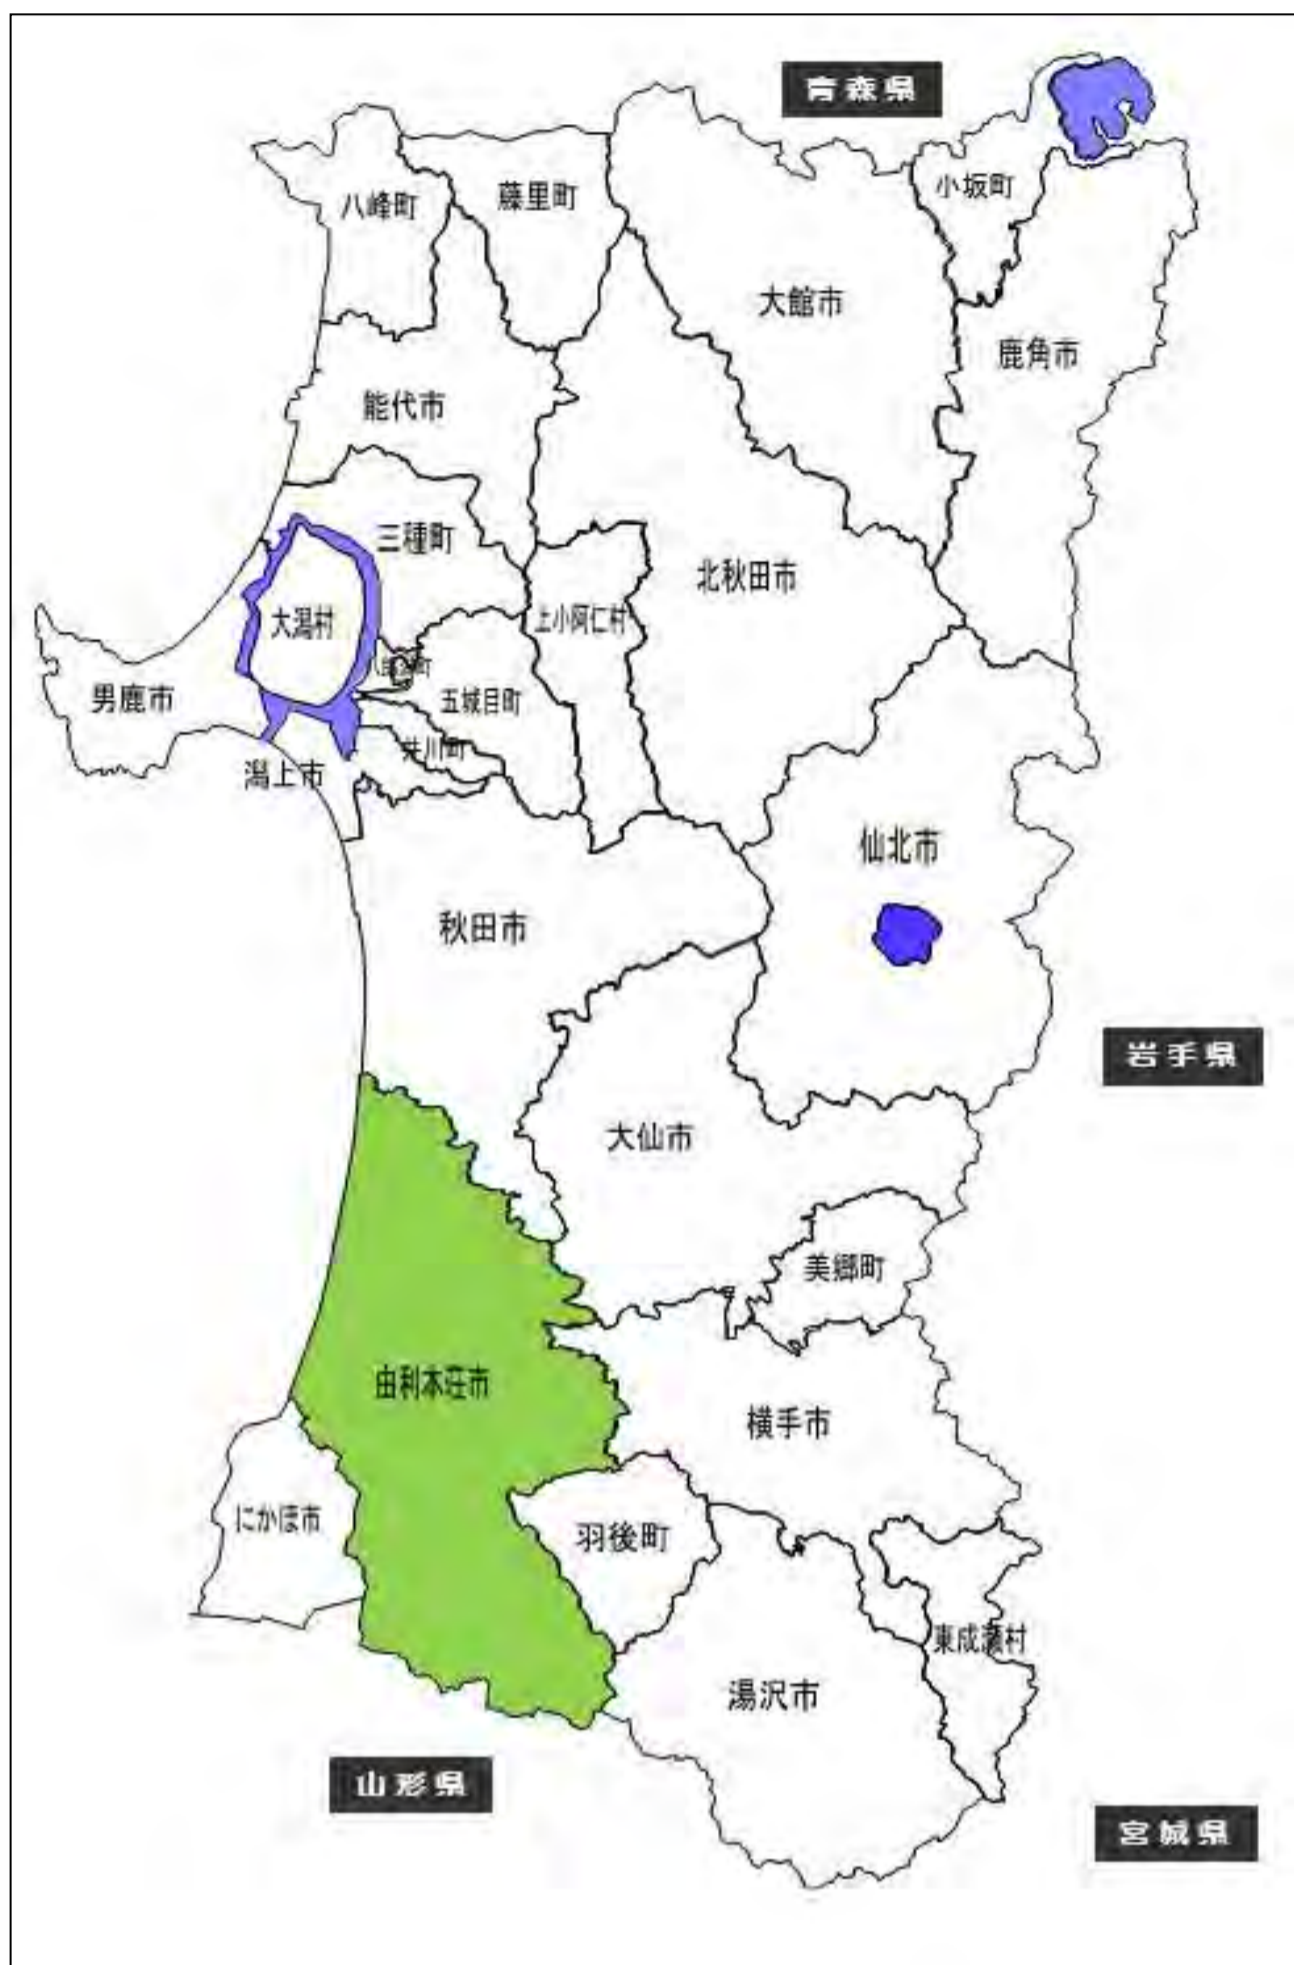 青森県
八峰町
藤里町
小坂町
大館市
鹿角市
能代市
三種町
北秋田市
大潟村
上小阿仁村
男鹿市
五城目町
井川町
潟上市
仙北市
秋田市
岩手県
大仙市
美郷町
由利本荘市
横手市
にかほ市
羽後町
東成瀬村
湯沢市
山形県
宮城県